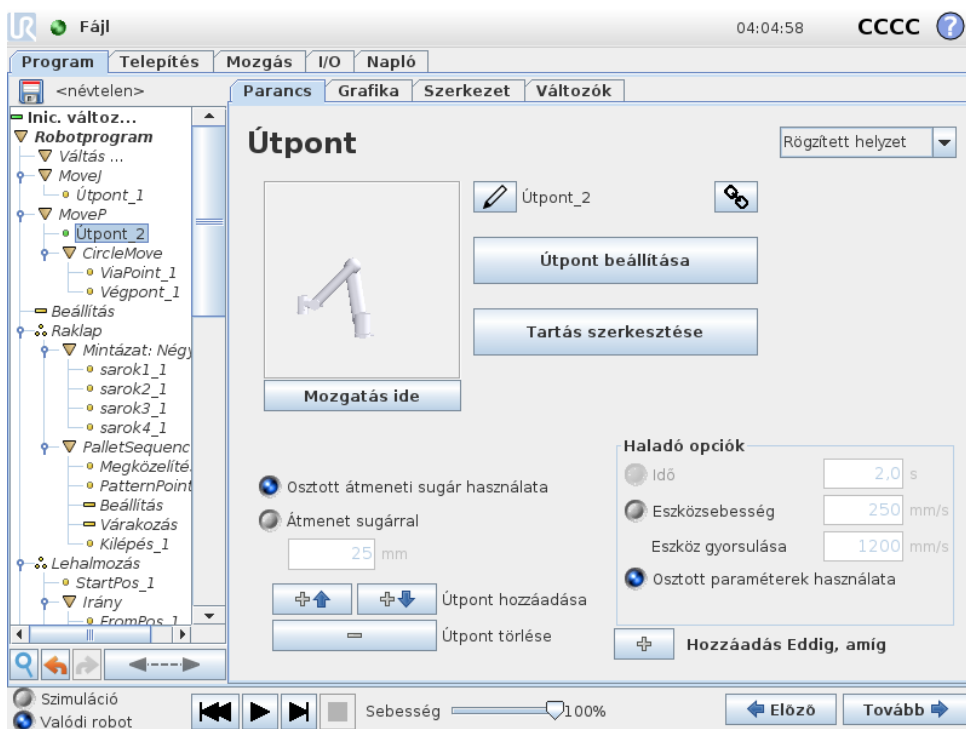 Fájl
04:04:58
CCCC
?
Program
Telepítés
Mozgás
I/O
Napló
<névtelen>
Parancs
Grafika
Szerkezet
Változók
Inic. változ...
Robotprogram
Váltás ...
MoveJ
Útpont_1
MoveP
Útpont_2
CircleMove
ViaPoint_1
Végpont_1
Beállítás
Raklap
Mintázat: Négy
sarok1_1
sarok2_1
sarok3_1
sarok4_1
PalletSequenc
Megközelíté
PatternPoint
Beállítás
Várakozás
Kilépés_1
Lehalmozás
StartPos_1
Irány
FromPos_1
Útpont
Rögzített helyzet
Útpont_2
Útpont beállítása
Tartás szerkesztése
Mozgatás ide
Osztott átmeneti sugár használata
Átmenet sugárral
25 mm
Útpont hozzáadása
Útpont törlése
Haladó opciók
Idő
2,0 s
Eszközsebesség
250 mm/s
Eszköz gyorsulása
1200 mm/s
Osztott paraméterek használata
Hozzáadás Eddig, amíg
Szimuláció
Valódi robot
Sebesség
100%
Előző
Tovább